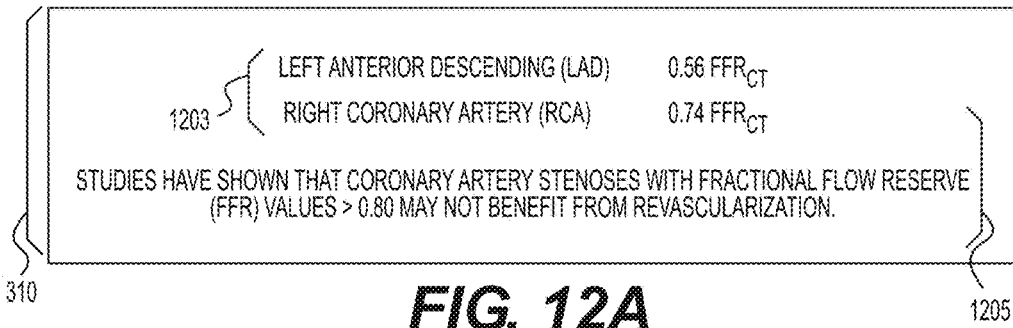 LEFT ANTERIOR DESCENDING (LAD) 0.56 FFRCT
1203 RIGHT CORONARY ARTERY (RCA) 0.74 FFRCT
STUDIES HAVE SHOWN THAT CORONARY ARTERY STENOSES WITH FRACTIONAL FLOW RESERVE
(FFR) VALUES > 0.80 MAY NOT BENEFIT FROM REVASCULARIZATION.
310
1205
FIG. 12A